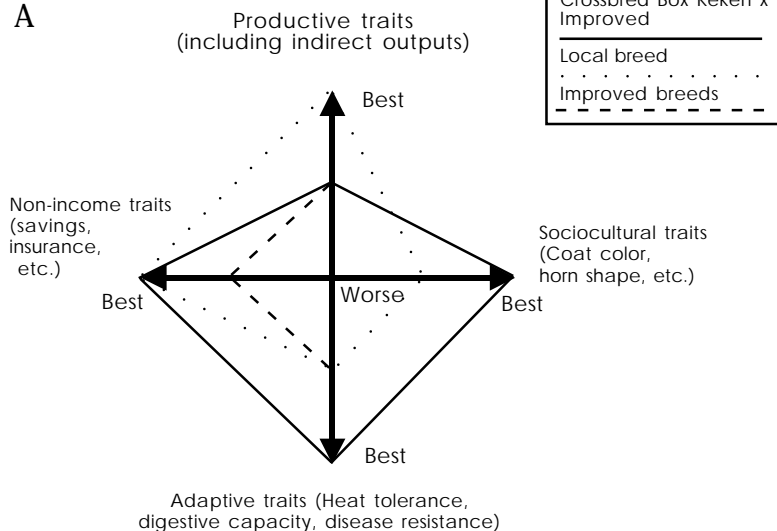 A
Productive traits
(including indirect outputs)
Crossbred Box Keken x
Improved
Local breed
Improved breeds
Best
Non-income traits
(savings,
insurance,
etc.)
Best
Worse
Sociocultural traits
(Coat color,
horn shape, etc.)
Best
Best
Adaptive traits (Heat tolerance,
digestive capacity, disease resistance)